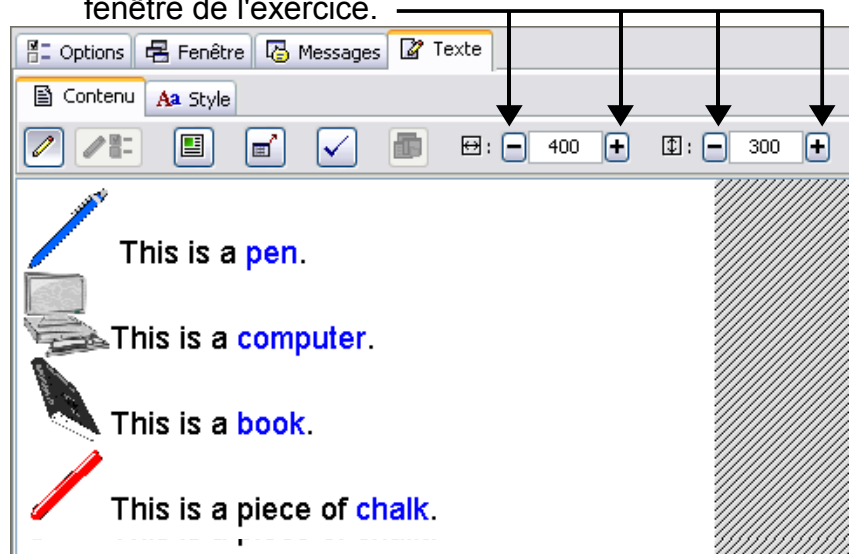 fenêtre de l'exercice.
Options Fenêtre Messages Texte
Contenu Aa Style
: - 400 + : - 300 +
This is a pen.
This is a computer.
This is a book.
This is a piece of chalk.